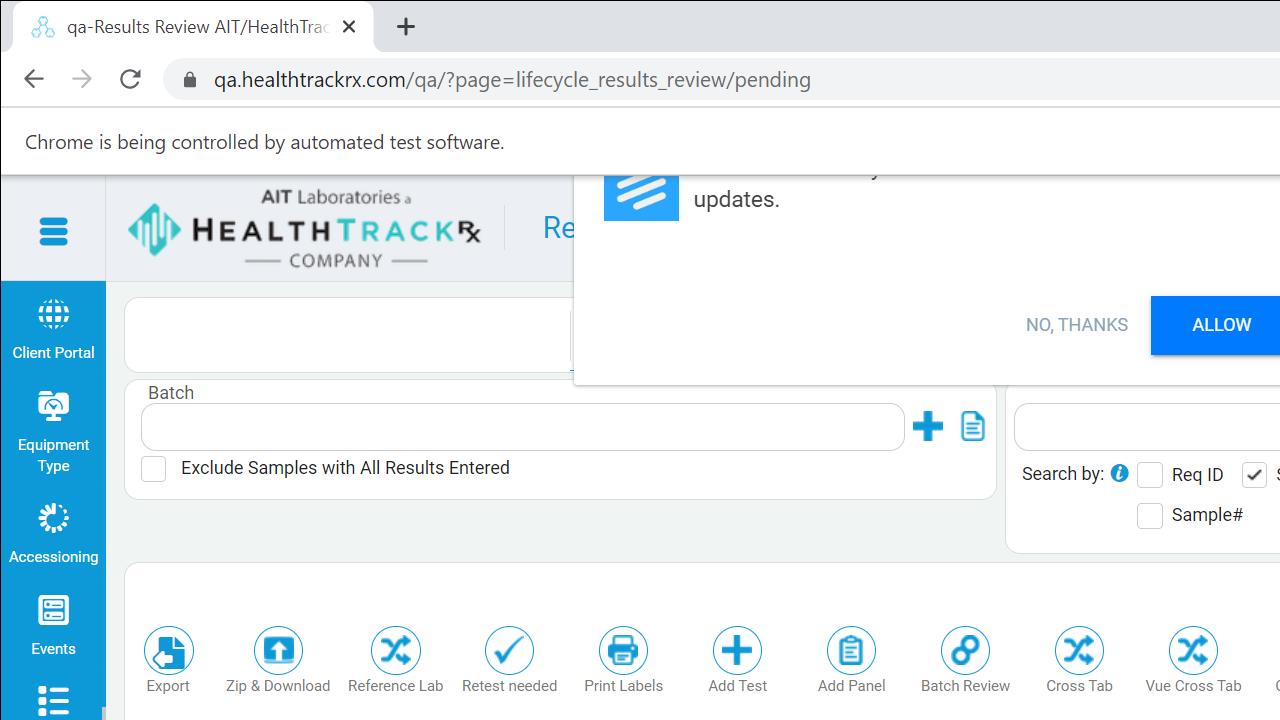 qa-Results Review AIT/HealthTrac
qa.healthtrackrx.com/qa/?page=lifecycle_results_review/pending
Chrome is being controlled by automated test software.
AIT Laboratories a
HEALTHTRACKRx
COMPANY
Re
updates.
NO, THANKS
ALLOW
Client Portal
Batch
Equipment
Type
Exclude Samples with All Results Entered
Search by:
Req ID
Sample#
Accessioning
Events
Export
Zip & Download
Reference Lab
Retest needed
Print Labels
Add Test
Add Panel
Batch Review
Cross Tab
Vue Cross Tab